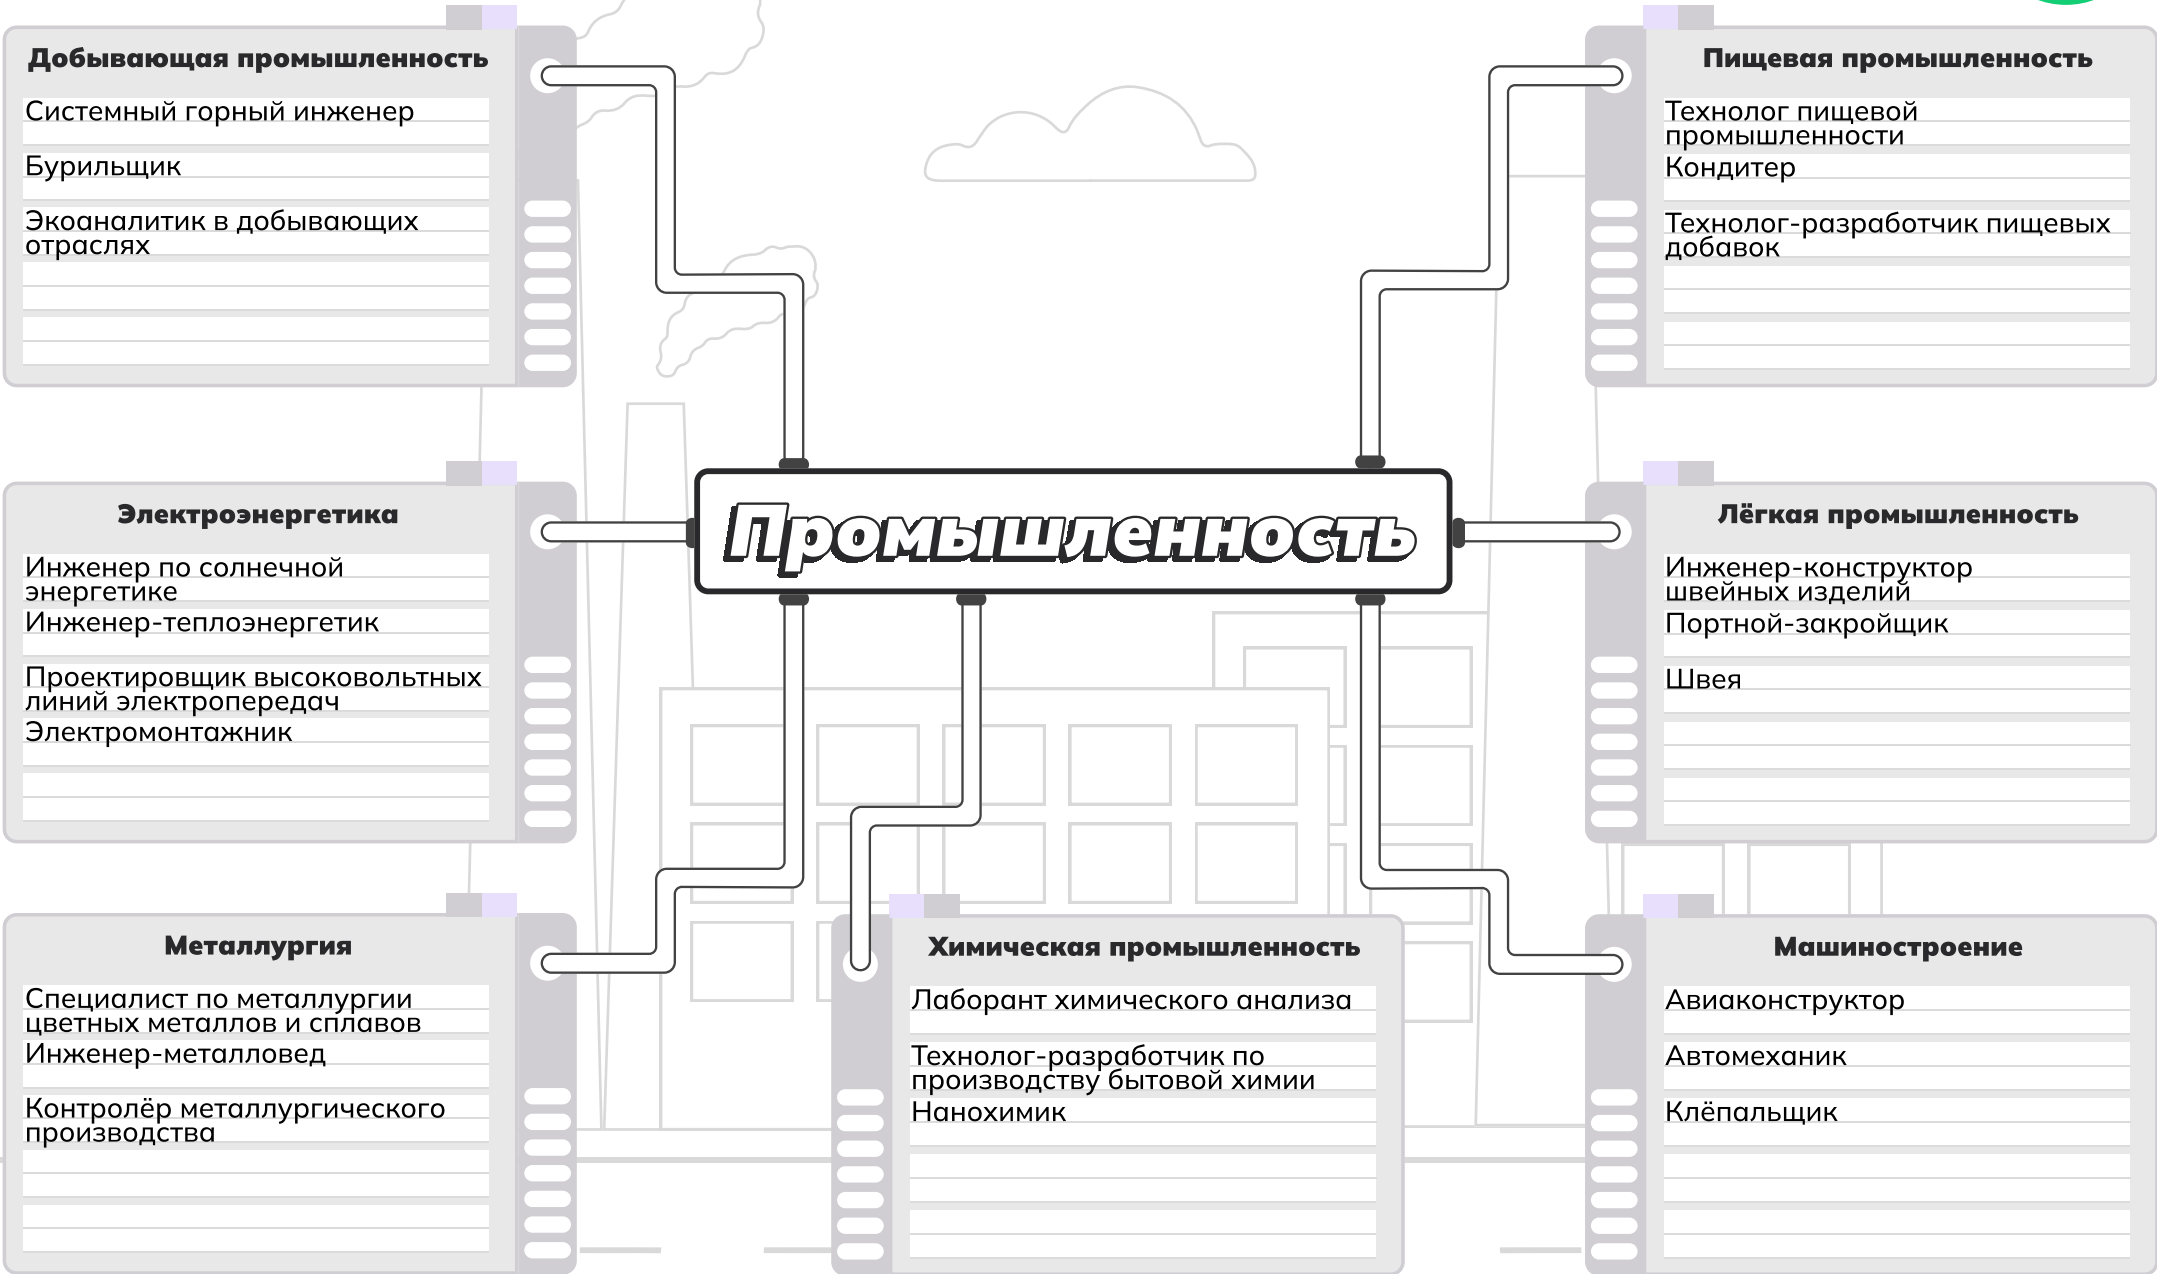 Добывающая промышленность
Системный горный инженер
Бурильщик
Экоаналитик в добывающих
отраслях
Пищевая промышленность
Технолог пищевой
промышленности
Кондитер
Технолог-разработчик пищевых
добавок
Электроэнергетика
Инженер по солнечной
энергетике
Инженер-теплоэнергетик
Проектировщик высоковольтных
линий электропередач
Электромонтажник
Промышленность
Лёгкая промышленность
Инженер-конструктор
швейных изделий
Портной-закройщик
Швея
Металлургия
Специалист по металлургии
цветных металлов и сплавов
Инженер-металловед
Контролёр металлургического
производства
Химическая промышленность
Лаборант химического анализа
Технолог-разработчик по
производству бытовой химии
Нанохимик
Машиностроение
Авиаконструктор
Автомеханик
Клёпальщик